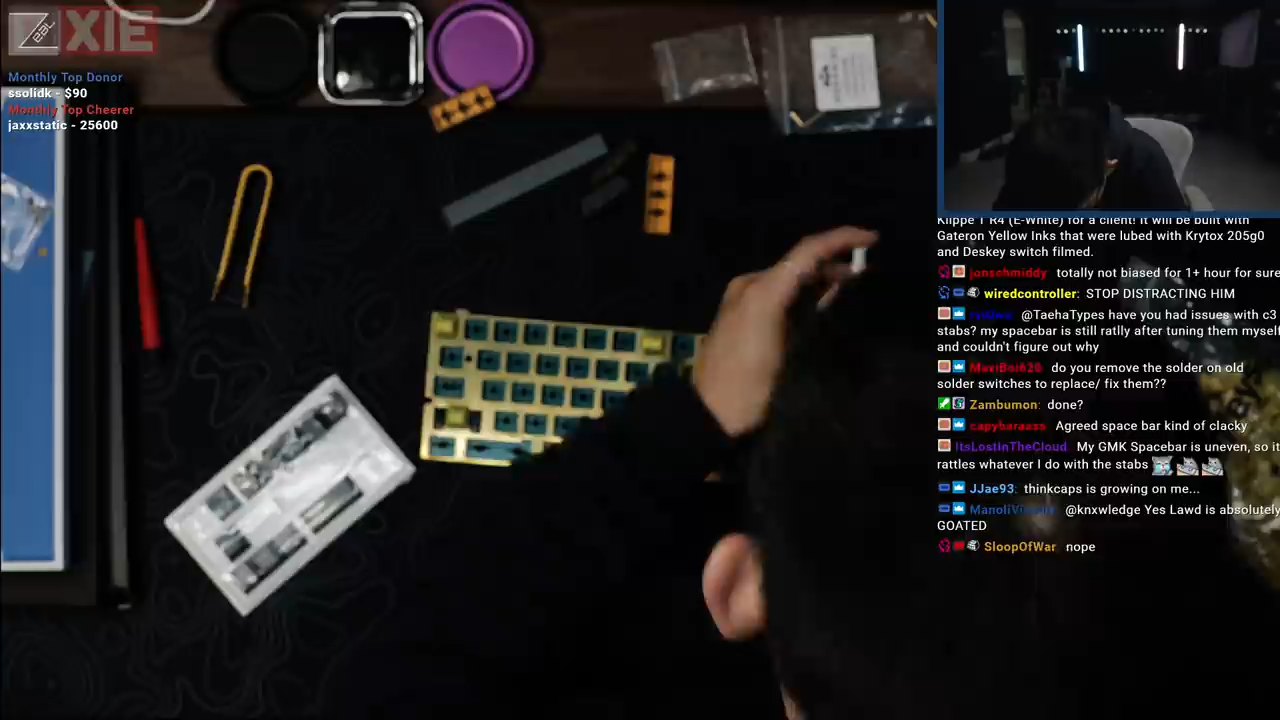 XIE
Monthly Top Donor
ssolidk - $90
Monthly Top Cheerer
jaxxstatic - 25600
Klippe T R4 (E-White) for a client! It will be built with
Gateron Yellow Inks that were lubed with Krytox 205g0
and Deskey switch filmed.
jonschmiddy totally not biased for 1+ hour for sure
wiredcontroller: STOP DISTRACTING HIM
@TaehaTypes have you had issues with c3
stabs? my spacebar is still ratlly after tuning them myself
and couldn't figure out why
MaviBoi620 do you remove the solder on old
solder switches to replace/ fix them??
Zambumon: done?
capybaraass Agreed space bar kind of clacky
ItsLostInTheCloud My GMK Spacebar is uneven, so it
rattles whatever I do with the stabs
JJae93: thinkcaps is growing on me...
@knxwledge Yes Lawd is absolutely
GOATED
SloopOfWar nope